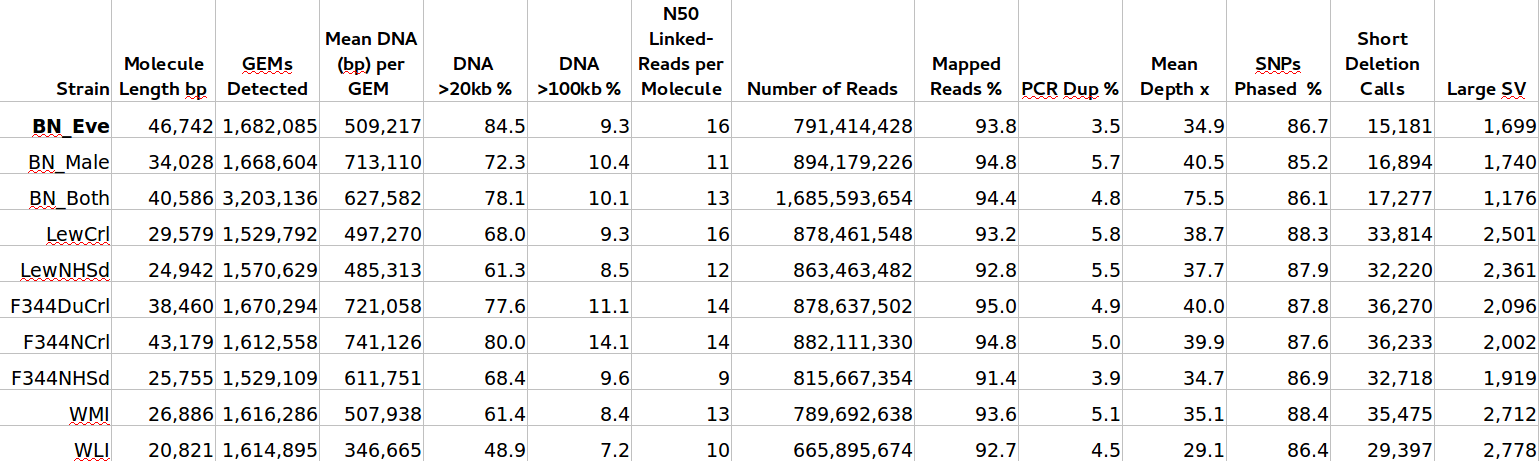 N50
Short
Mean DNA Linked-
Molecule GEMs (bp) per DNA DNA Reads per Mapped Mean SNPs Deletion
Strain Length bp Detected GEM >20kb % >100kb % Molecule Number of Reads Reads % PCR Dup % Depth x Phased % Calls Large SV
BN_Eve 46,742 1,682,085 509,217 84.5 9.3 16 791,414,428 93.8 3.5 34.9 86.7 15,181 1,699
BN_Male 34,028 1,668,604 713,110 72.3 10.4 11 894,179,226 94.8 5.7 40.5 85.2 16,894 1,740
BN_Both 40,586 3,203,136 627,582 78.1 10.1 13 1,685,593,654 94.4 4.8 75.5 86.1 17,277 1,176
LewCrl 29,579 1,529,792 497,270 68.0 9.3 16 878,461,548 93.2 5.8 38.7 88.3 33,814 2,501
LewNHSd 24,942 1,570,629 485,313 61.3 8.5 12 863,463,482 92.8 5.5 37.7 87.9 32,220 2,361
F344DuCrl 38,460 1,670,294 721,058 77.6 11.1 14 878,637,502 95.0 4.9 40.0 87.8 36,270 2,096
F344NCrl 43,179 1,612,558 741,126 80.0 14.1 14 882,111,330 94.8 5.0 39.9 87.6 36,233 2,002
F344NHSd 25,755 1,529,109 611,751 68.4 9.6 9 815,667,354 91.4 3.9 34.7 86.9 32,718 1,919
WMI 26,886 1,616,286 507,938 61.4 8.4 13 789,692,638 93.6 5.1 35.1 88.4 35,475 2,712
WLI 20,821 1,614,895 346,665 48.9 7.2 10 665,895,674 92.7 4.5 29.1 86.4 29,397 2,778